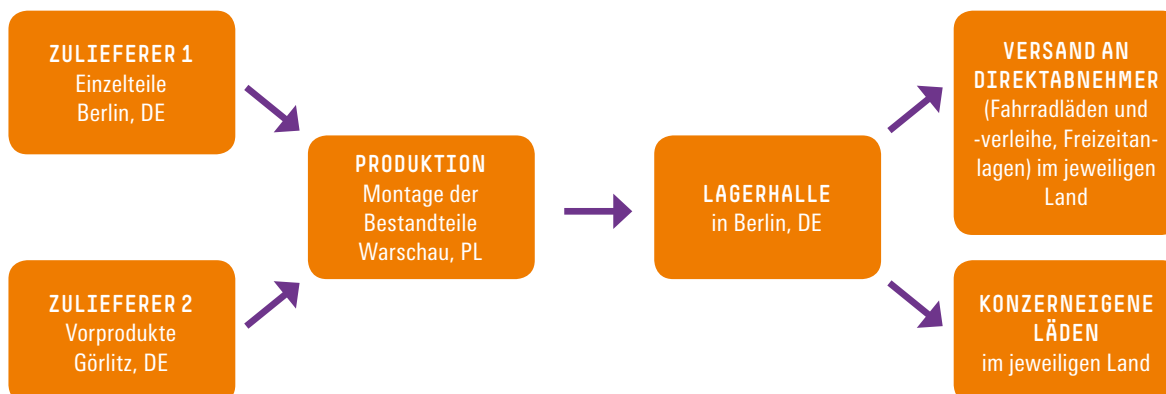 ZULIEFERER 1
Einzelteile
Berlin, DE
ZULIEFERER 2
Vorprodukte
Görlitz, DE
PRODUKTION
Montage der
Bestandteile
Warschau, PL
LAGERHALLE
in Berlin, DE
VERSAND AN
DIREKTABNEHMER
(Fahrradläden und
-verleihe, Freizeitan-
lagen) im jeweiligen
Land
KONZERNEIGENE
LÄDEN
im jeweiligen Land